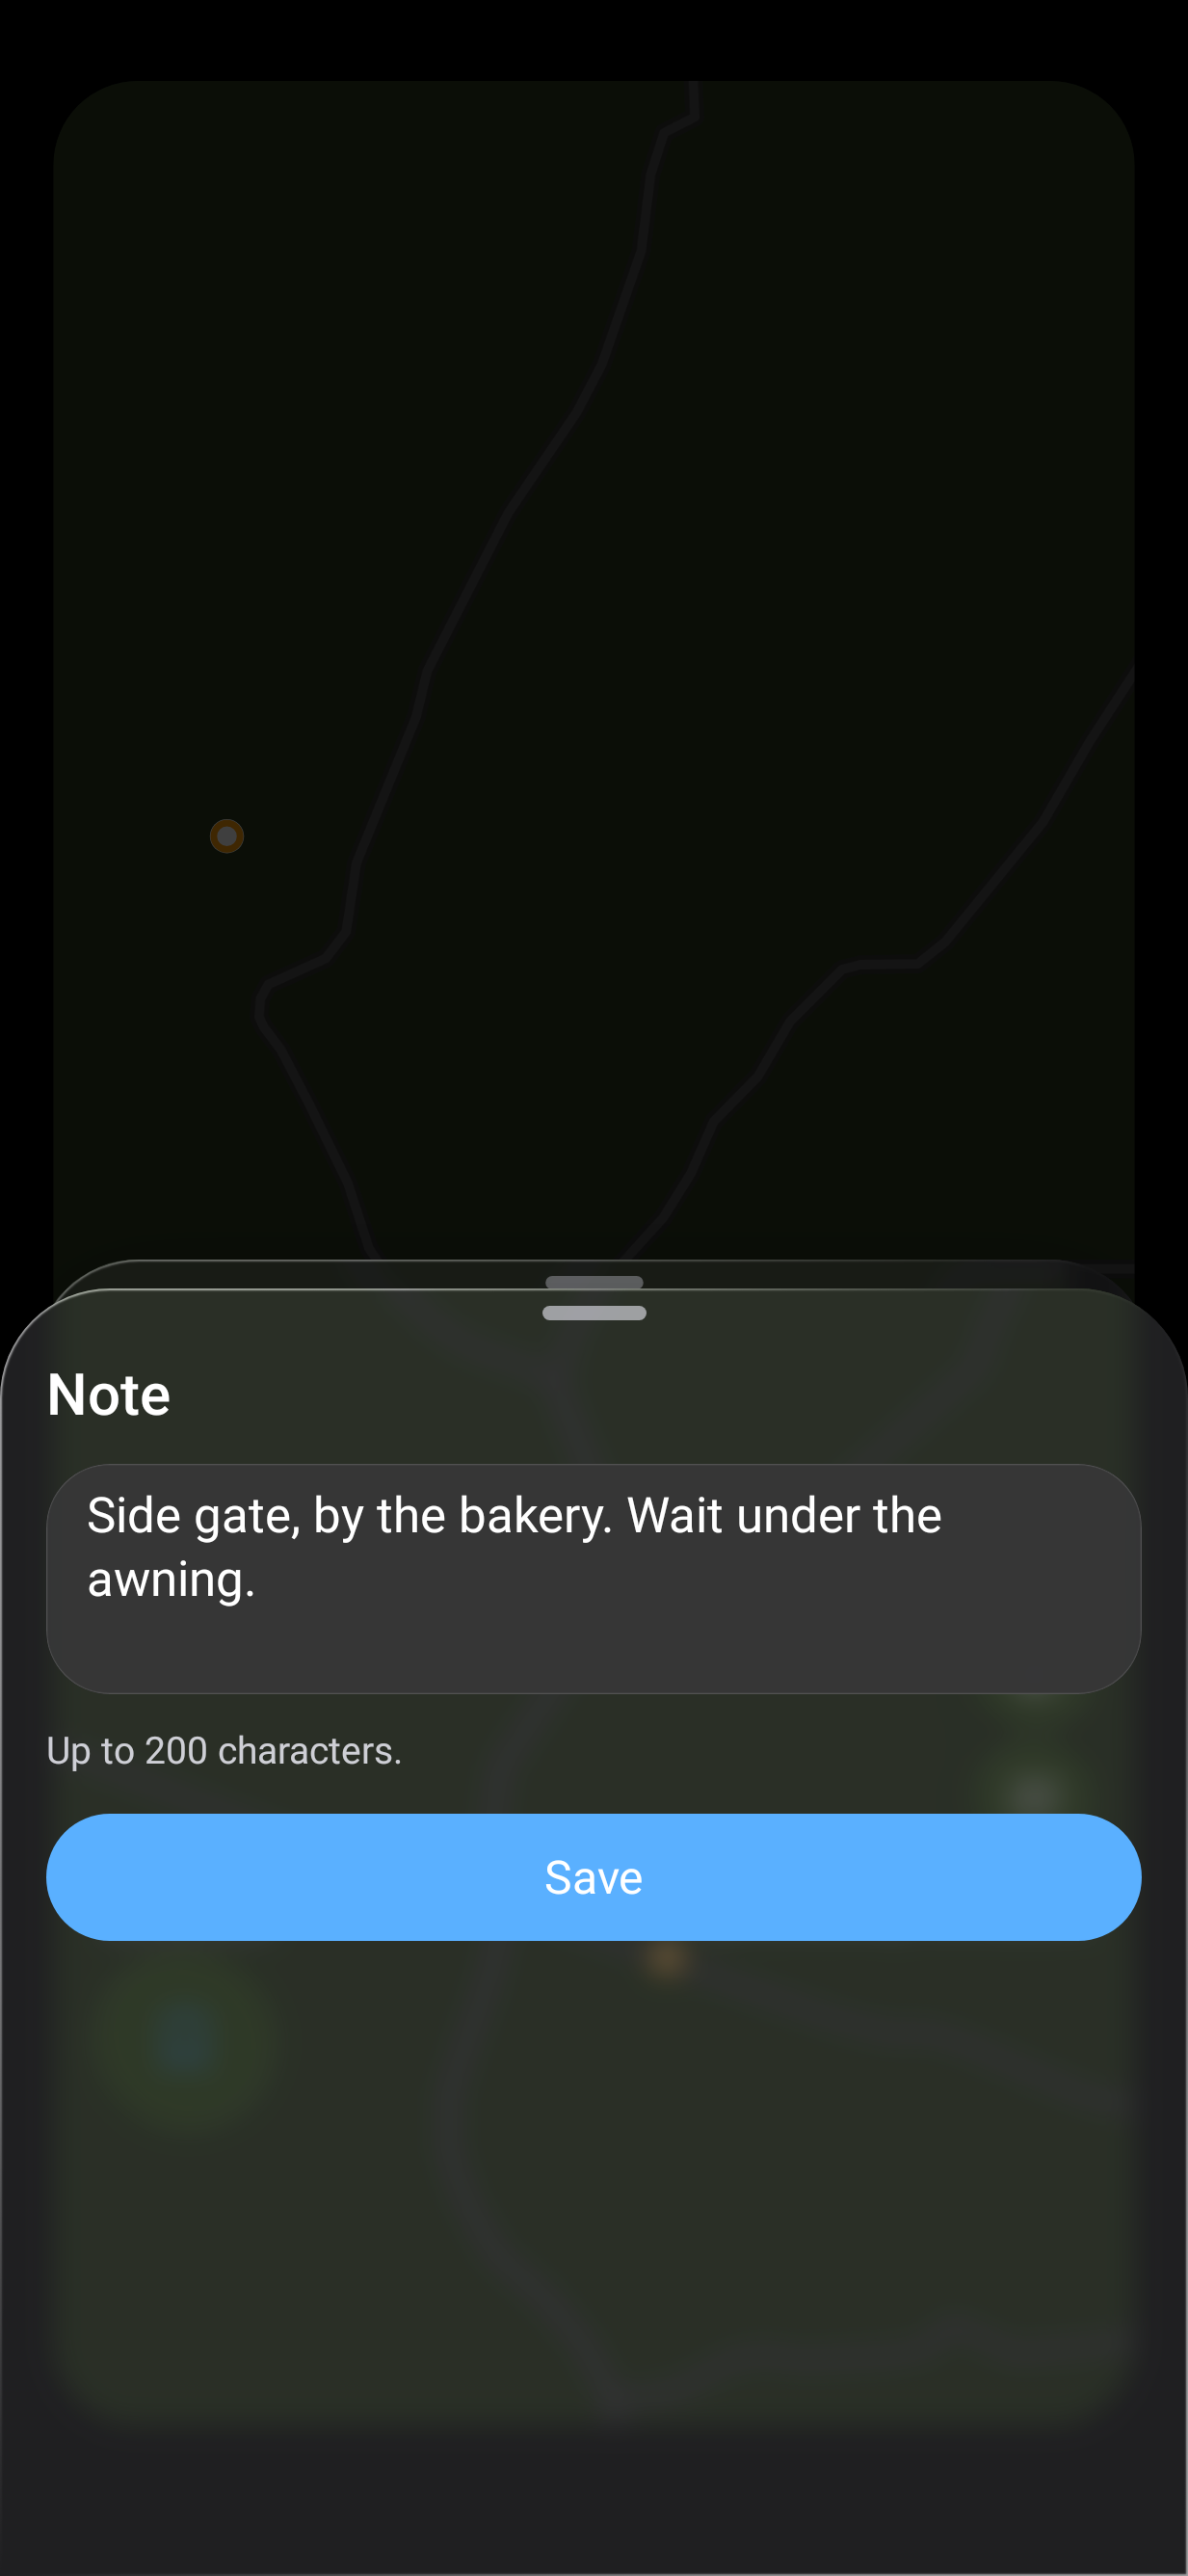 Note
Side gate, by the bakery. Wait under the
awning.
Up to 200 characters.
Save